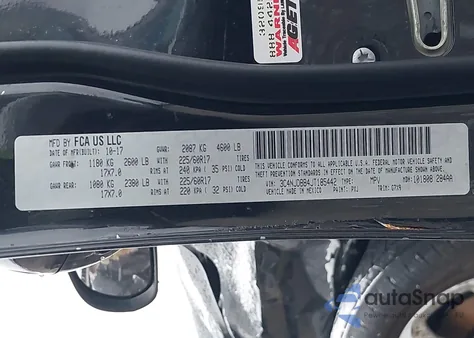 MFD BY: FCA US LLC
DATE OF MFR(BUILT): 10-17
GVWR: 2087 KG 4600 LB
GAWR FRONT: 1180 KG 2600 LB WITH 225/60R17 TIRES
17X7.0 RIMS AT 240 KPA( 35 PSI) COLD
GAWR REAR: 1080 KG 2380 LB WITH 225/60R17 TIRES
17X7.0 RIMS AT 220 KPA( 32 PSI) COLD
THIS VEHICLE CONFORMS TO ALL APPLICABLE U.S.A. FEDERAL MOTOR VEHICLE SAFETY
AND THEFT PREVENTION STANDARDS IN EFFECT ON THE DATE OF MANUFACTURE SHOWN ABOVE.
VIN: 3C4NJDBB4JT105442 TYPE: MPV
VEHICLE MADE IN MEXICO PAINT: PXJ
WARNING
autoSnap